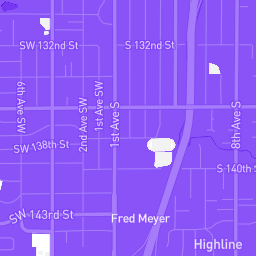 SW 132nd St
S 132nd St
6th Ave SW
2nd Ave SW
1st Ave SW
1st Ave S
8th Ave S
SW 138th St
S 140th S
SW 143rd St
Fred Meyer
Highline